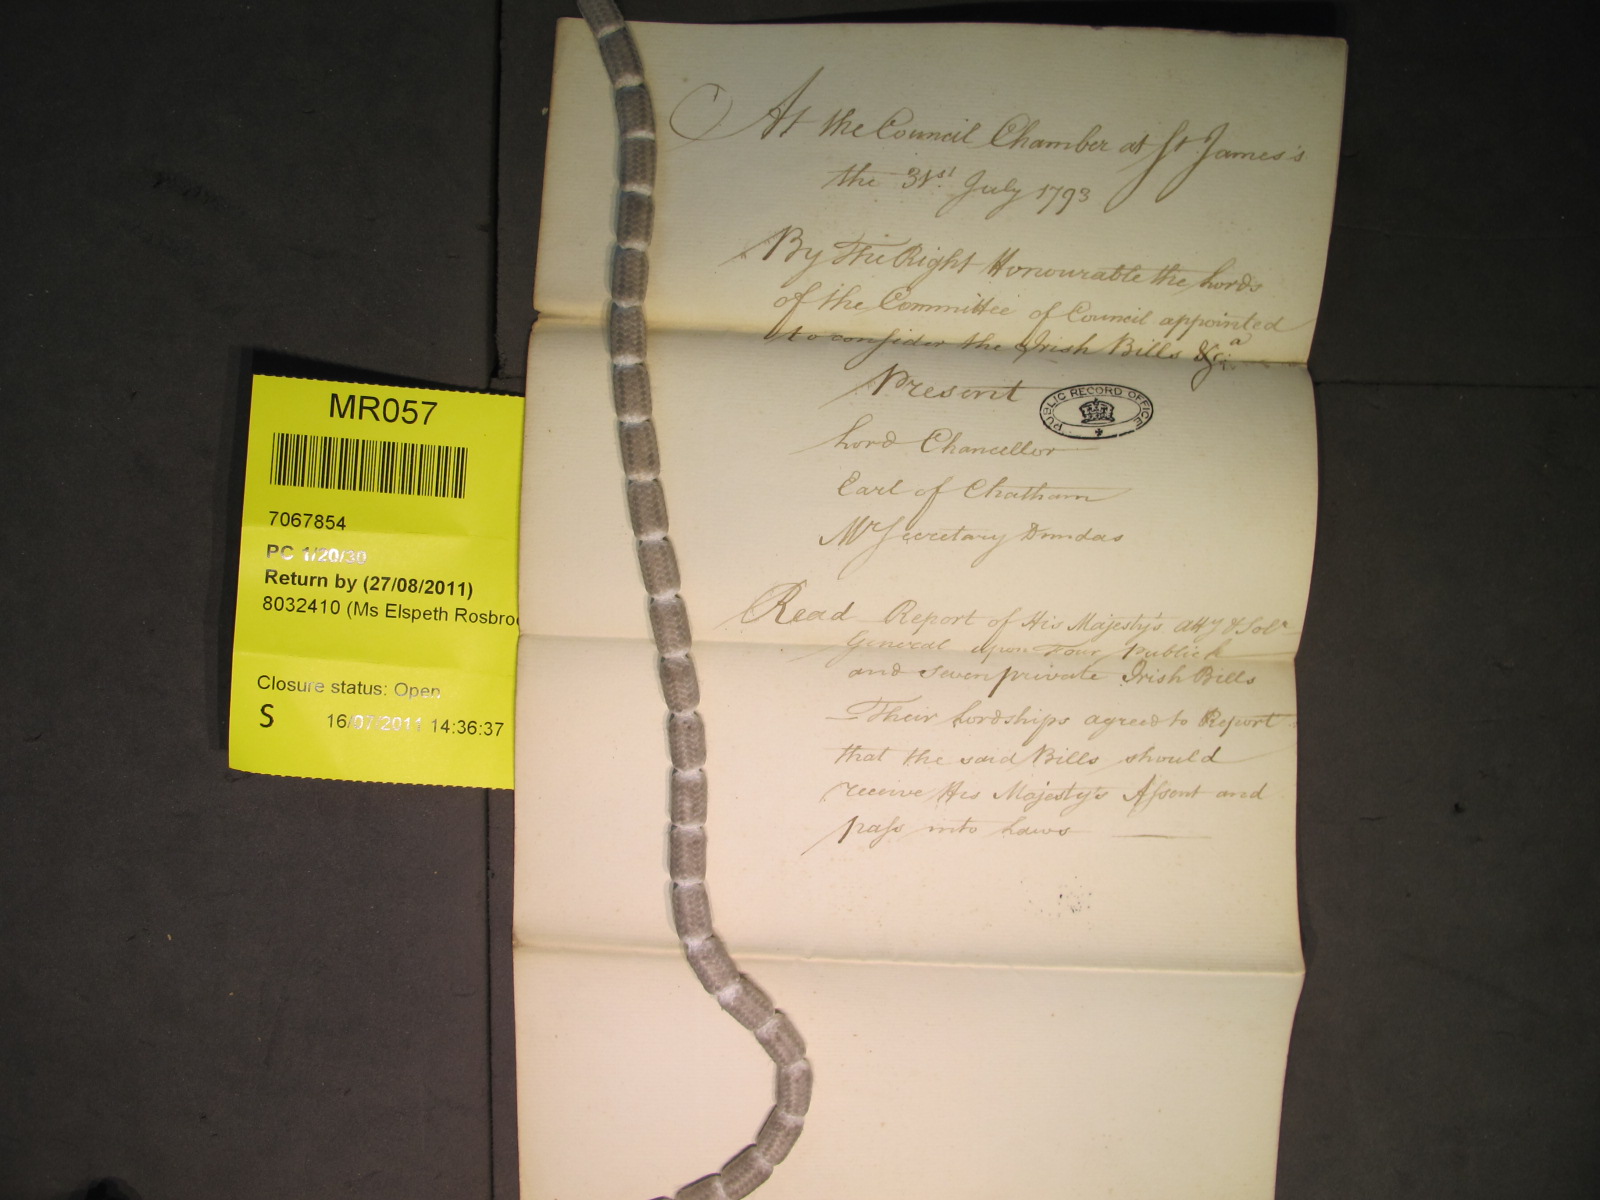 At the Council Chamber at St James's
the 31st July 1793
By The Right Honourable the Lords
of the Committee of Council appointed
to consider the Irish Bills &ca
Present
PUBLIC RECORD OFFICE
Lord Chancellor
Earl of Chatham
Mr Secretary Dundas
Read Report of His Majesty's Atty & Solr
General upon Four Publick
and seven private Irish Bills
Their Lordships agreed to Report
that the said Bills should
receive His Majesty's Assent and
pass into Laws
MR057
7067854
PC 1/20/30
Return by (27/08/2011)
8032410 (Ms Elspeth Rosbroo
Closure status: Open
S 16/07/2011 14:36:37